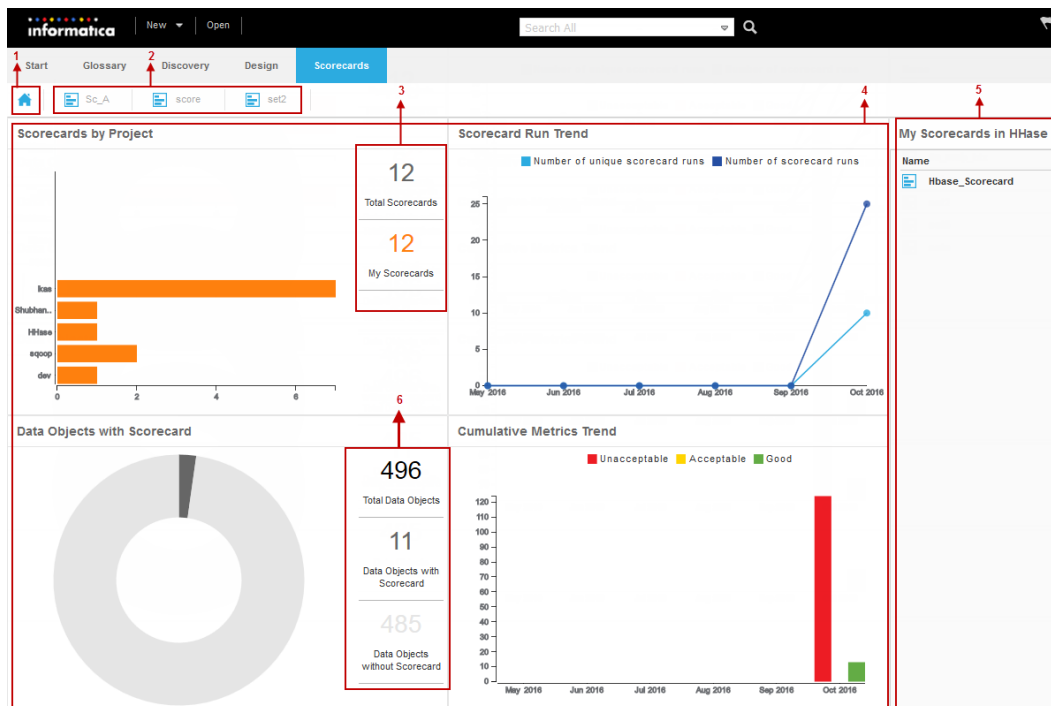 informatica New Open Search All
1 2
Start Glossary Discovery Design Scorecards
Sc_A score set2
3 4 5
Scorecards by Project
12
Total Scorecards
12
My Scorecards
Ikas
Shubhan..
HHase
sqoop
dev
0 2 4 6
Scorecard Run Trend
Number of unique scorecard runs Number of scorecard runs
25
20
15
10
5
0
May 2016 Jun 2016 Jul 2016 Aug 2016 Sep 2016 Oct 2016
My Scorecards in HHase
Name
Hbase_Scorecard
6
Data Objects with Scorecard
496
Total Data Objects
11
Data Objects with
Scorecard
485
Data Objects
without Scorecard
Cumulative Metrics Trend
Unacceptable Acceptable Good
120
110
100
90
80
70
60
50
40
30
20
10
0
May 2016 Jun 2016 Jul 2016 Aug 2016 Sep 2016 Oct 2016